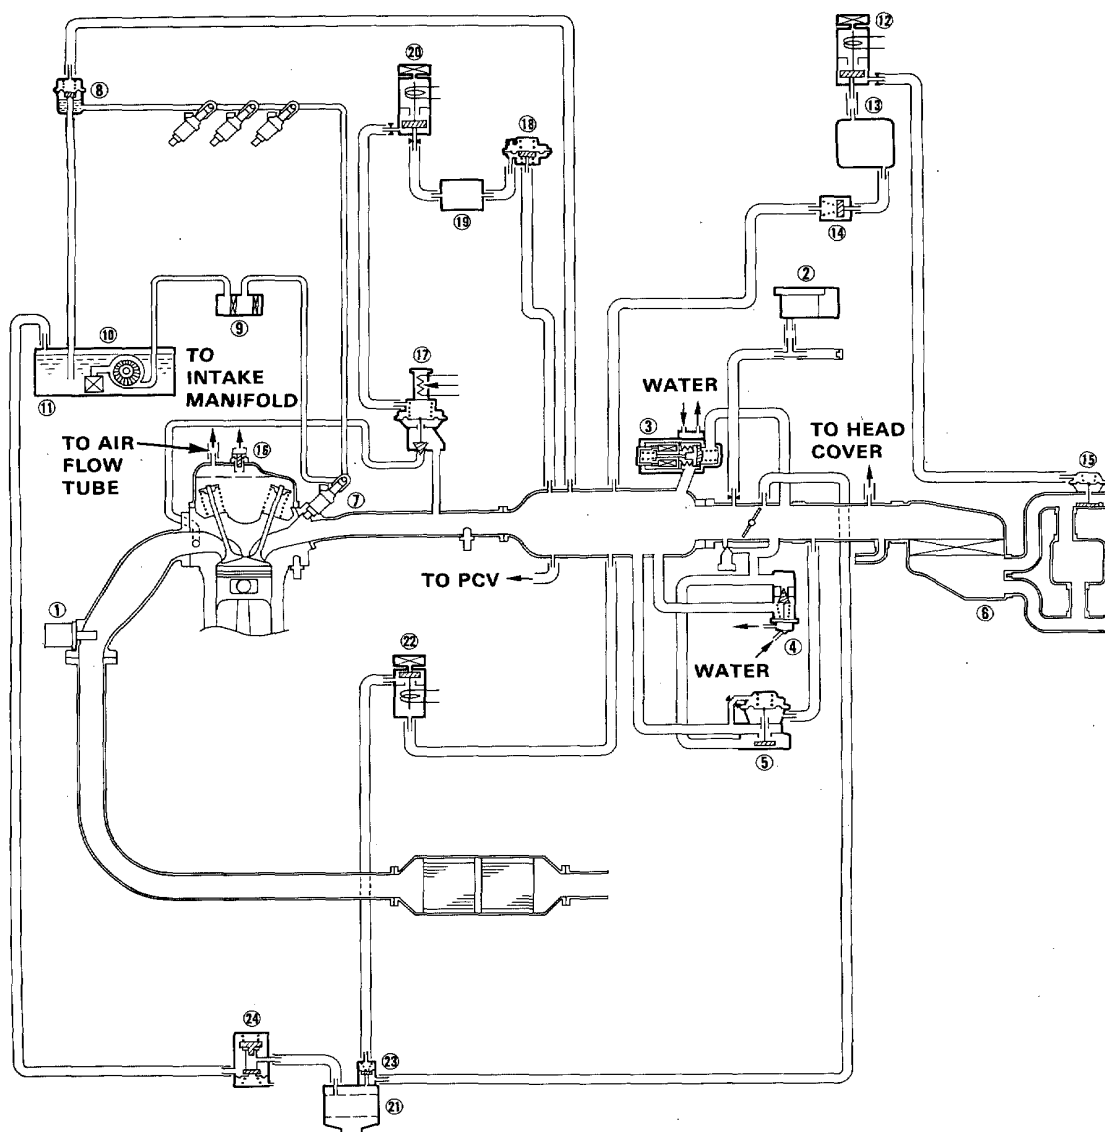 ⑫
⑳
⑧
⑬
⑱
⑲
⑭
②
⑨
⑩
TO
INTAKE
MANIFOLD
⑰
WATER
⑪
③
TO HEAD
COVER
TO AIR
FLOW
TUBE
⑯
⑮
⑦
TO PCV
①
⑥
④
WATER
㉒
⑤
㉔
㉓
㉑